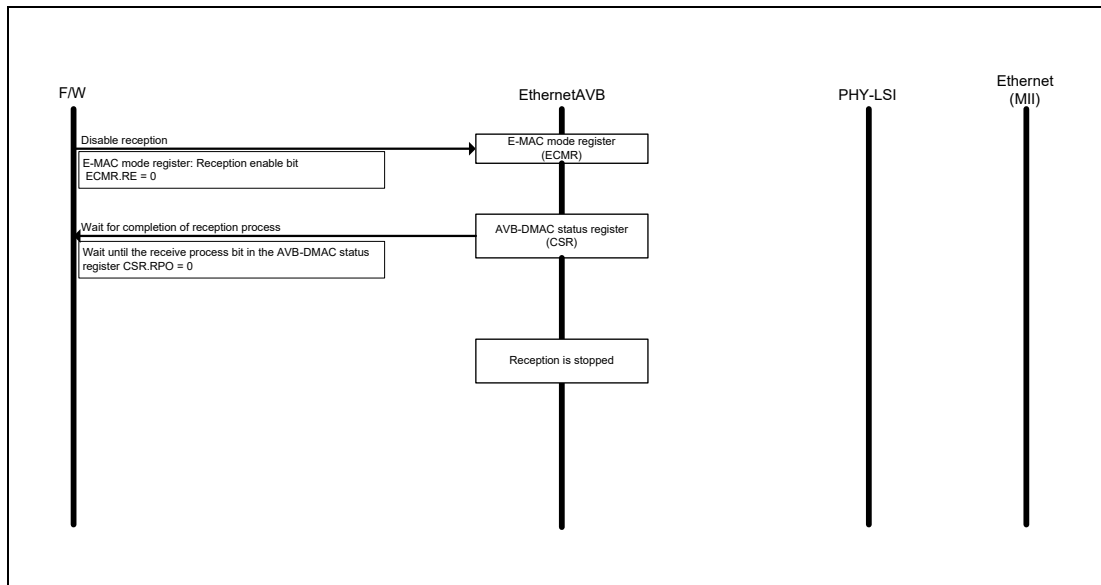 F/W
EthernetAVB
PHY-LSI
Ethernet
(MII)
Disable reception
E-MAC mode register
(ECMR)
E-MAC mode register: Reception enable bit
ECMR.RE = 0
Wait for completion of reception process
AVB-DMAC status register
(CSR)
Wait until the receive process bit in the AVB-DMAC status
register CSR.RPO = 0
Reception is stopped